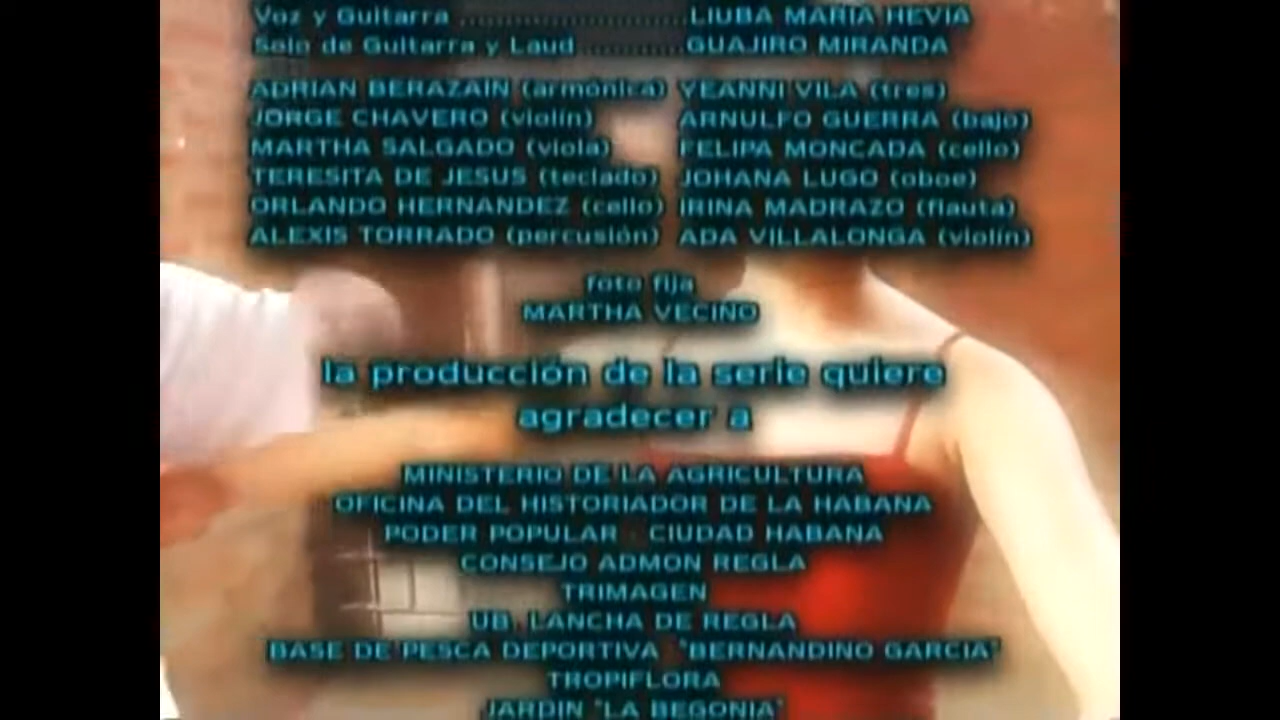 Voz y Guitarra ........................LIUBA MARIA HEVIA
Solo de Guitarra y Laud ...........GUAJIRO MIRANDA
ADRIAN BERAZAIN (armónica) YEANNI VILA (tres)
JORGE CHAVERO (violín) ARNULFO GUERRA (bajo)
MARTHA SALGADO (viola) FELIPA MONCADA (cello)
TERESITA DE JESUS (teclado) JOHANA LUGO (oboe)
ORLANDO HERNANDEZ (cello) IRINA MADRAZO (flauta)
ALEXIS TORRADO (percusión) ADA VILLALONGA (violín)
foto fija
MARTHA VECINO
la producción de la serie quiere
agradecer a
MINISTERIO DE LA AGRICULTURA
OFICINA DEL HISTORIADOR DE LA HABANA
PODER POPULAR - CIUDAD HABANA
CONSEJO ADMON REGLA
TRIMAGEN
UB. LANCHA DE REGLA
BASE DE PESCA DEPORTIVA "BERNANDINO GARCIA"
TROPIFLORA
JARDIN "LA BEGONIA"